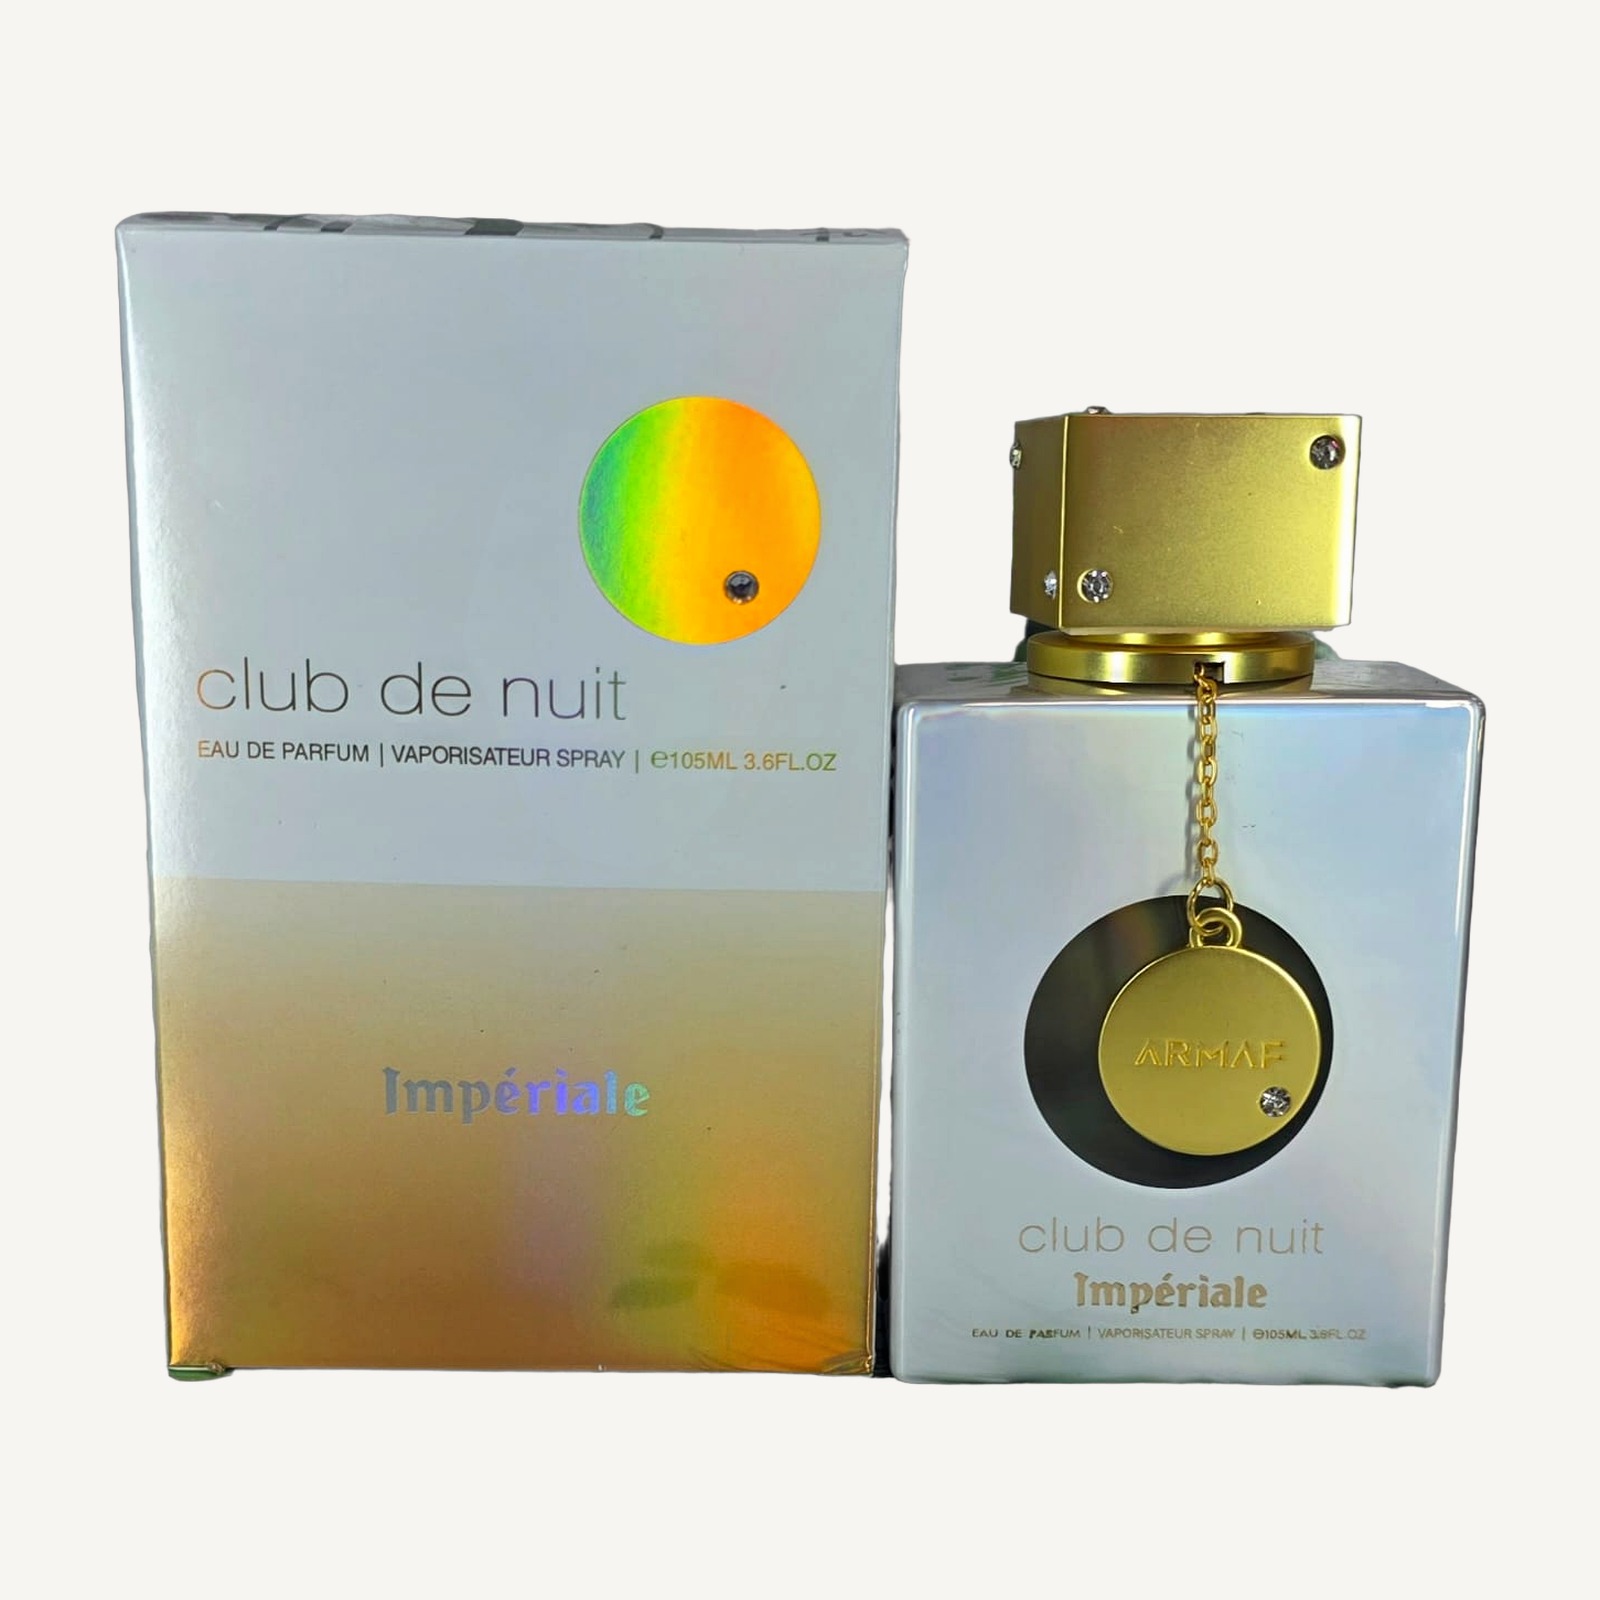 club de nuit
EAU DE PARFUM | VAPORISATEUR SPRAY | ℮105ML 3.6FL.OZ
Impériale
ARMAF
club de nuit
Impériale
EAU DE PARFUM | VAPORISATEUR SPRAY | ℮105ML 3.6FL.OZ